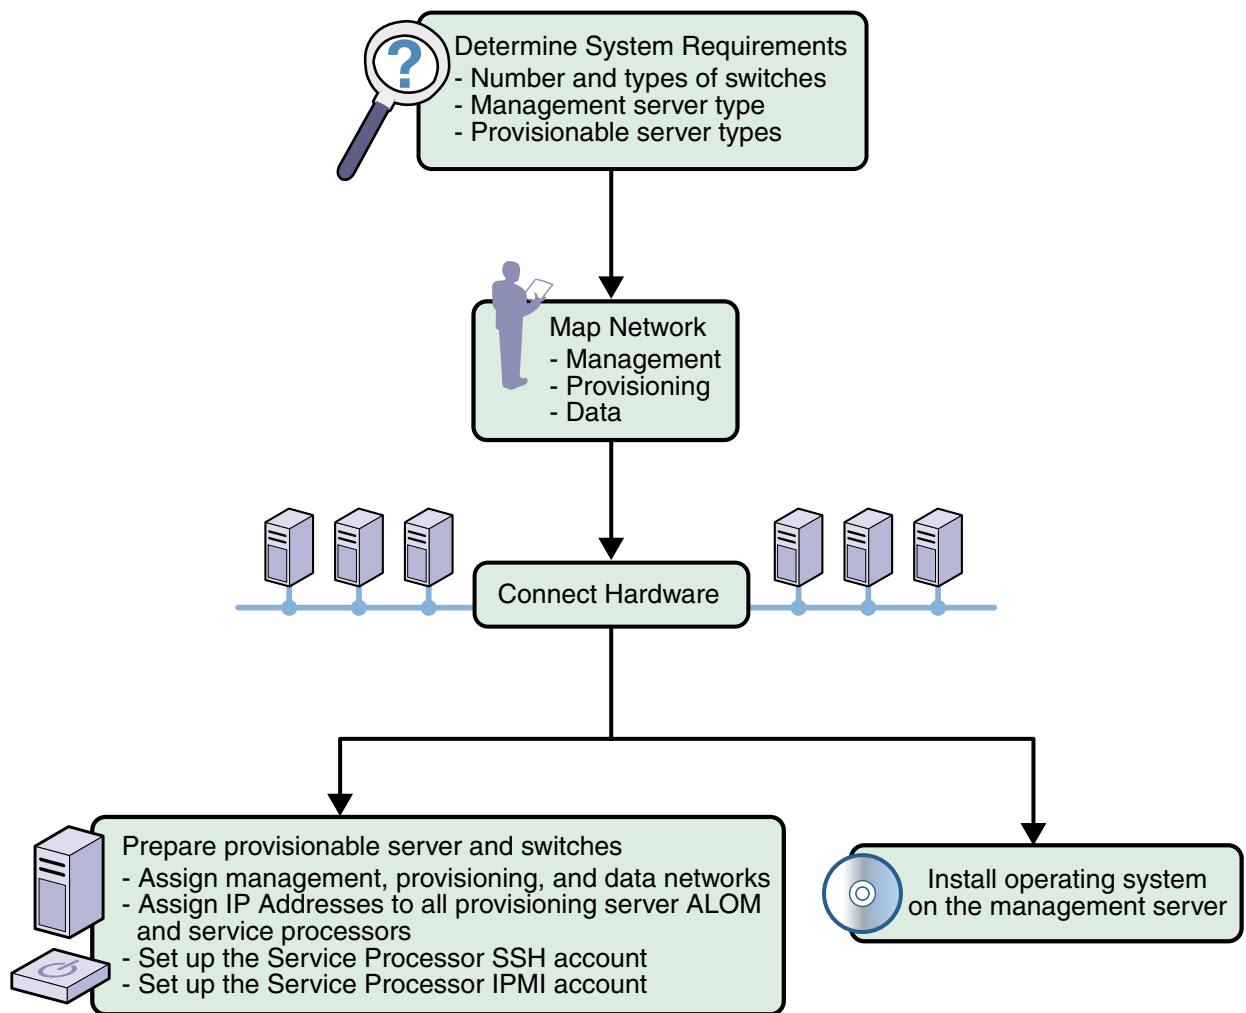 ?
Determine System Requirements
- Number and types of switches
- Management server type
- Provisionable server types
Map Network
- Management
- Provisioning
- Data
Connect Hardware
Prepare provisionable server and switches
- Assign management, provisioning, and data networks
- Assign IP Addresses to all provisioning server ALOM
and service processors
- Set up the Service Processor SSH account
- Set up the Service Processor IPMI account
Install operating system
on the management server